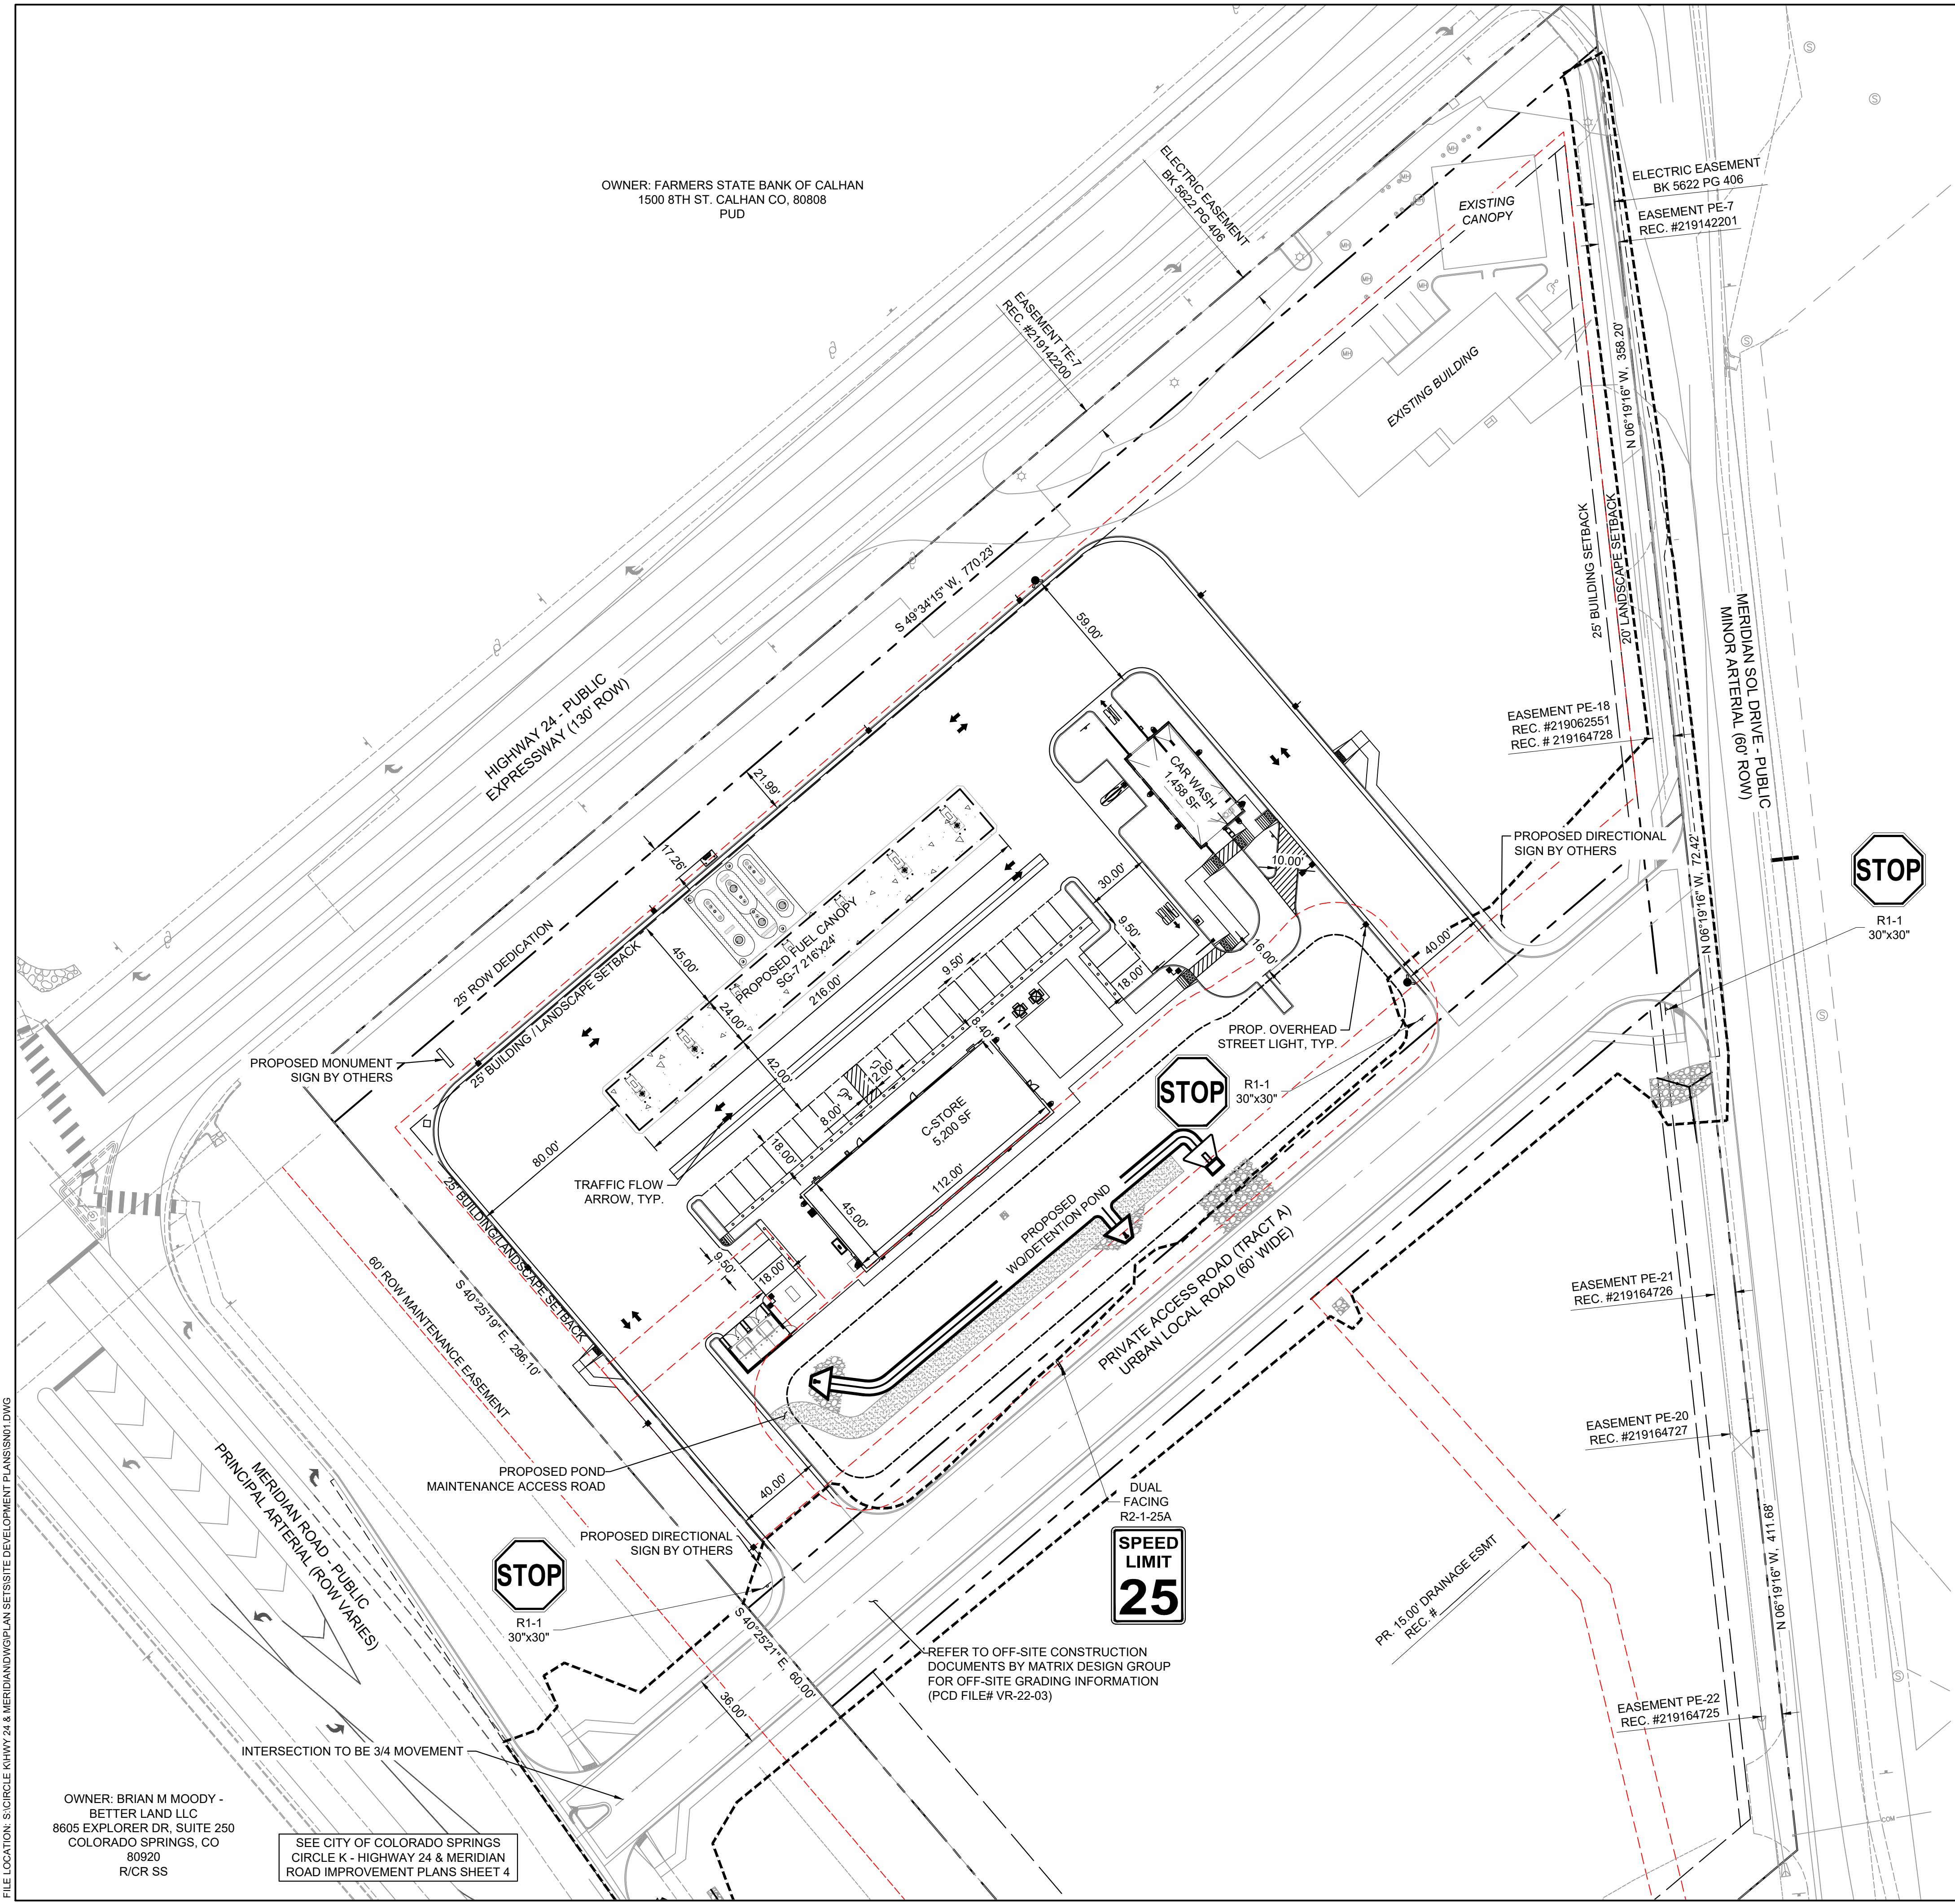 OWNER: FARMERS STATE BANK OF CALHAN
1500 8TH ST. CALHAN CO, 80808
PUD
ELECTRIC EASEMENT
BK 5622 PG 406
EASEMENT TE-7
REC. #219142200
EXISTING
CANOPY
EXISTING BUILDING
ELECTRIC EASEMENT
BK 5622 PG 406
EASEMENT PE-7
REC. #219142201
N 06°19'16" W, 358.20'
25' BUILDING SETBACK
20' LANDSCAPE SETBACK
MERIDIAN SOL DRIVE - PUBLIC
MINOR ARTERIAL (60' ROW)
EASEMENT PE-18
REC. #219062551
REC. # 219164728
N 06°19'16" W, 72.42'
PROPOSED DIRECTIONAL
SIGN BY OTHERS
STOP
R1-1
30"x30"
S 49°34'15" W, 770.23'
HIGHWAY 24 - PUBLIC
EXPRESSWAY (130' ROW)
59.00'
21.99'
17.26'
CAR WASH
1,458 SF
10.00'
30.00'
9.50'
16.00'
18.00'
40.00'
25' ROW DEDICATION
25' BUILDING / LANDSCAPE SETBACK
45.00'
PROPOSED FUEL CANOPY
SG-7 216'x24'
216.00'
24.00'
9.50'
42.00'
8.40'
12.00'
8.00'
18.00'
PROPOSED MONUMENT
SIGN BY OTHERS
80.00'
TRAFFIC FLOW
ARROW, TYP.
C-STORE
5,200 SF
112.00'
45.00'
9.50'
18.00'
PROP. OVERHEAD
STREET LIGHT, TYP.
STOP
R1-1
30"x30"
PROPOSED
WQ/DETENTION POND
PRIVATE ACCESS ROAD (TRACT A)
URBAN LOCAL ROAD (60' WIDE)
25' BUILDING/LANDSCAPE SETBACK
S 40°25'19" E, 296.10'
60' ROW MAINTENANCE EASEMENT
MERIDIAN ROAD - PUBLIC
PRINCIPAL ARTERIAL (ROW VARIES)
PROPOSED POND
MAINTENANCE ACCESS ROAD
40.00'
PROPOSED DIRECTIONAL
SIGN BY OTHERS
STOP
R1-1
30"x30"
DUAL
FACING
R2-1-25A
SPEED
LIMIT
25
S 40°25'21" E, 60.00'
36.00'
REFER TO OFF-SITE CONSTRUCTION
DOCUMENTS BY MATRIX DESIGN GROUP
FOR OFF-SITE GRADING INFORMATION
(PCD FILE# VR-22-03)
PR. 15.00' DRAINAGE ESMT
REC. #
EASEMENT PE-21
REC. #219164726
EASEMENT PE-20
REC. #219164727
N 06°19'16" W, 411.68'
EASEMENT PE-22
REC. #219164725
COM
INTERSECTION TO BE 3/4 MOVEMENT
OWNER: BRIAN M MOODY -
BETTER LAND LLC
8605 EXPLORER DR, SUITE 250
COLORADO SPRINGS, CO
80920
R/CR SS
SEE CITY OF COLORADO SPRINGS
CIRCLE K - HIGHWAY 24 & MERIDIAN
ROAD IMPROVEMENT PLANS SHEET 4
FILE LOCATION: S:\CIRCLE K\HWY 24 & MERIDIAN\DWG\PLAN SETS\SITE DEVELOPMENT PLANS\SN01.DWG